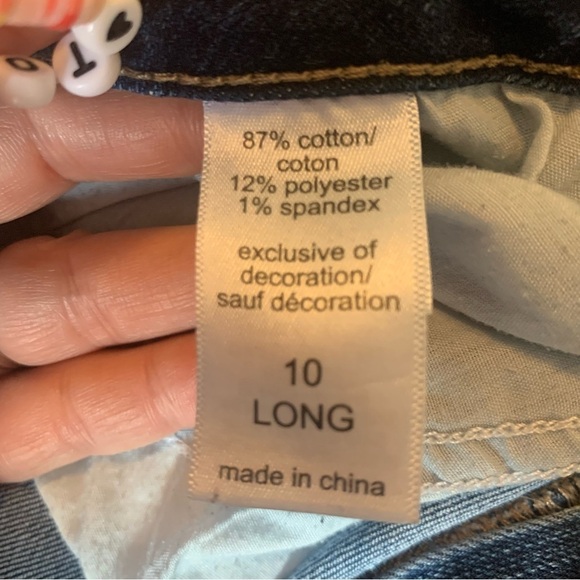 O T ♥
87% cotton/
coton
12% polyester
1% spandex
exclusive of
decoration/
sauf décoration
10
LONG
made in china